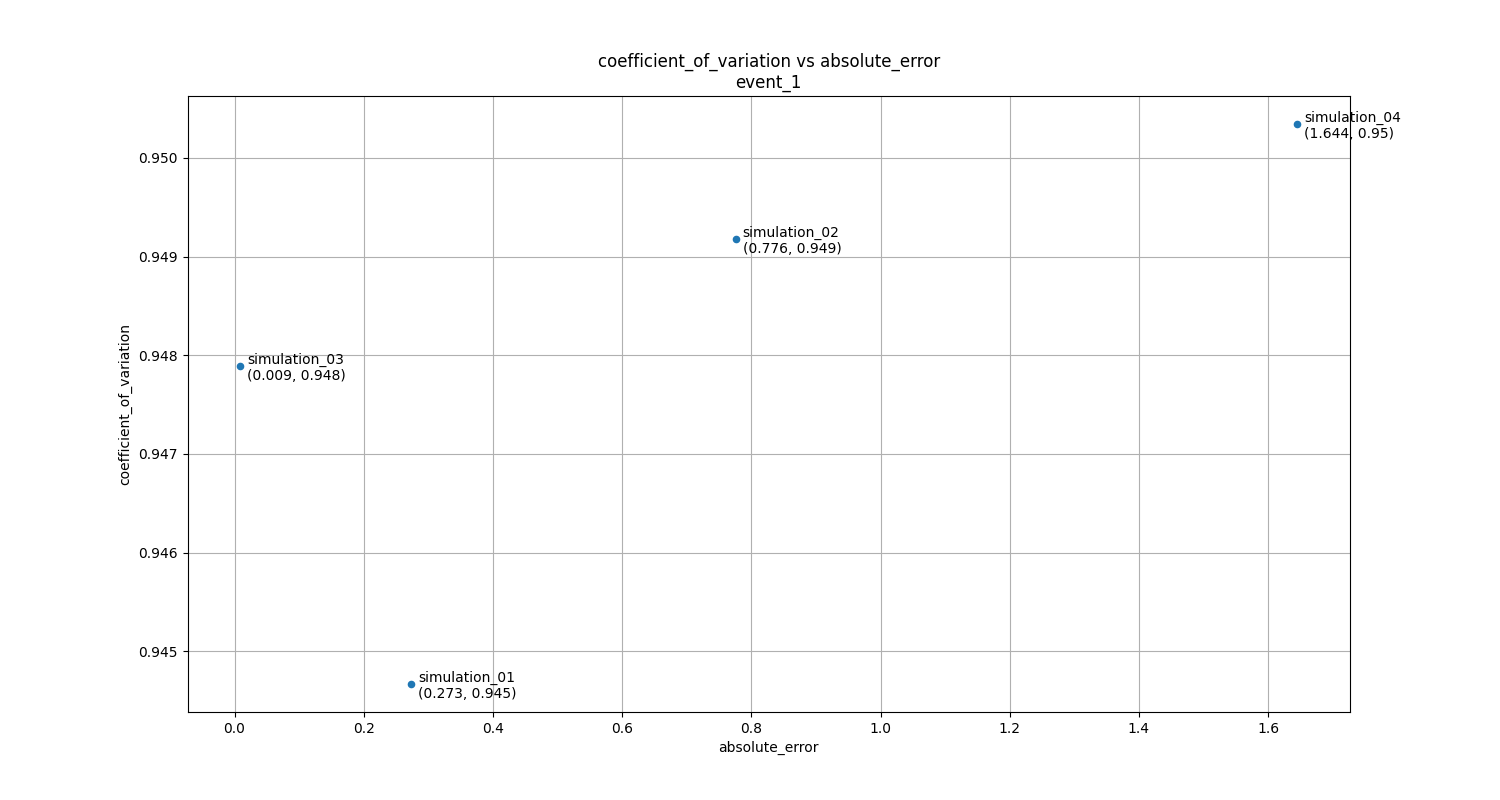 coefficient_of_variation vs absolute_error
event_1
simulation_04
(1.644, 0.95)
0.950
simulation_02
(0.776, 0.949)
0.949
simulation_03
(0.009, 0.948)
0.948
coefficient_of_variation
0.947
0.946
0.945
simulation_01
(0.273, 0.945)
0.0 0.2 0.4 0.6 0.8 1.0 1.2 1.4 1.6
absolute_error